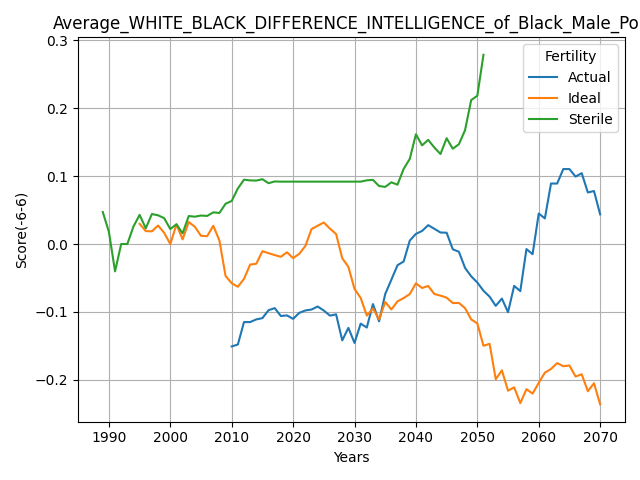 Average_WHITE_BLACK_DIFFERENCE_INTELLIGENCE_of_Black_Male_Po
0.3
0.2
0.1
0.0
−0.1
−0.2
Score(-6-6)
Fertility
Actual
Ideal
Sterile
1990 2000 2010 2020 2030 2040 2050 2060 2070
Years